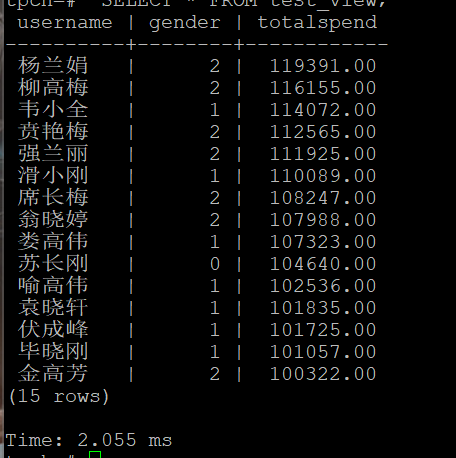 tpch=# SELECT * FROM test_view;
username | gender | totalspend
----------+--------+------------
杨兰娟 | 2 | 119391.00
柳高梅 | 2 | 116155.00
韦小全 | 1 | 114072.00
贲艳梅 | 2 | 112565.00
强兰丽 | 2 | 111925.00
滑小刚 | 1 | 110089.00
席长梅 | 2 | 108247.00
翁晓婷 | 2 | 107988.00
娄高伟 | 1 | 107323.00
苏长刚 | 0 | 104640.00
喻高伟 | 1 | 102536.00
袁晓轩 | 1 | 101835.00
伏成峰 | 1 | 101725.00
毕晓刚 | 1 | 101057.00
金高芳 | 2 | 100322.00
(15 rows)
Time: 2.055 ms